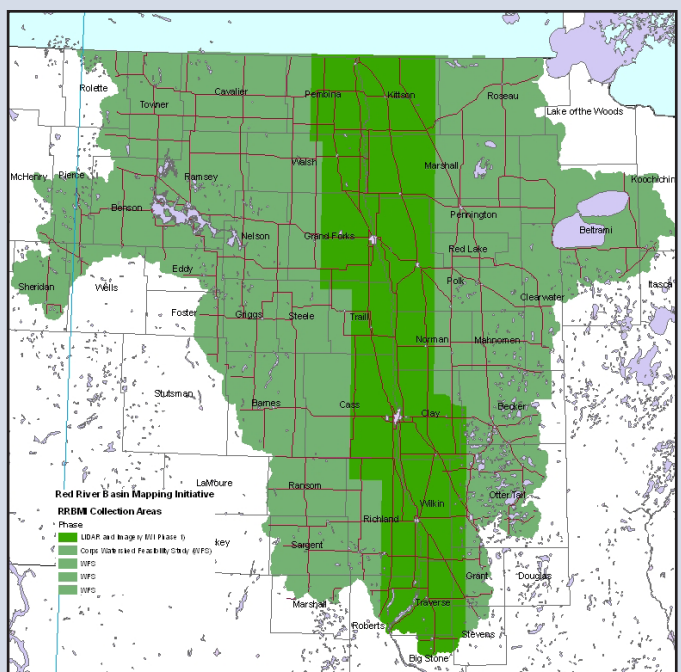 Rolette
Cavalier
Towner
Pembina
Kittson
Roseau
Lake of the Woods
McHenry
Pierce
Ramsey
Walsh
Marshall
Koochichin
Benson
Nelson
Grand Forks
Pennington
Beltrami
Red Lake
Sheridan
Wells
Eddy
Polk
Clearwater
Itasca
Foster
Griggs
Steele
Traill
Norman
Mahnomen
Stutsman
Barnes
Cass
Clay
Becker
LaMoure
Ransom
Richland
Wilkin
Otter Tail
Red River Basin Mapping Initiative
RRBMI Collection Areas
Phase
LIDAR and Imagery (MI Phase 1)
Corps Watershed Feasibility Study (WFS)
WFS
WFS
WFS
key
Sargent
Grant
Douglas
Marshall
Roberts
Traverse
Stevens
Big Stone